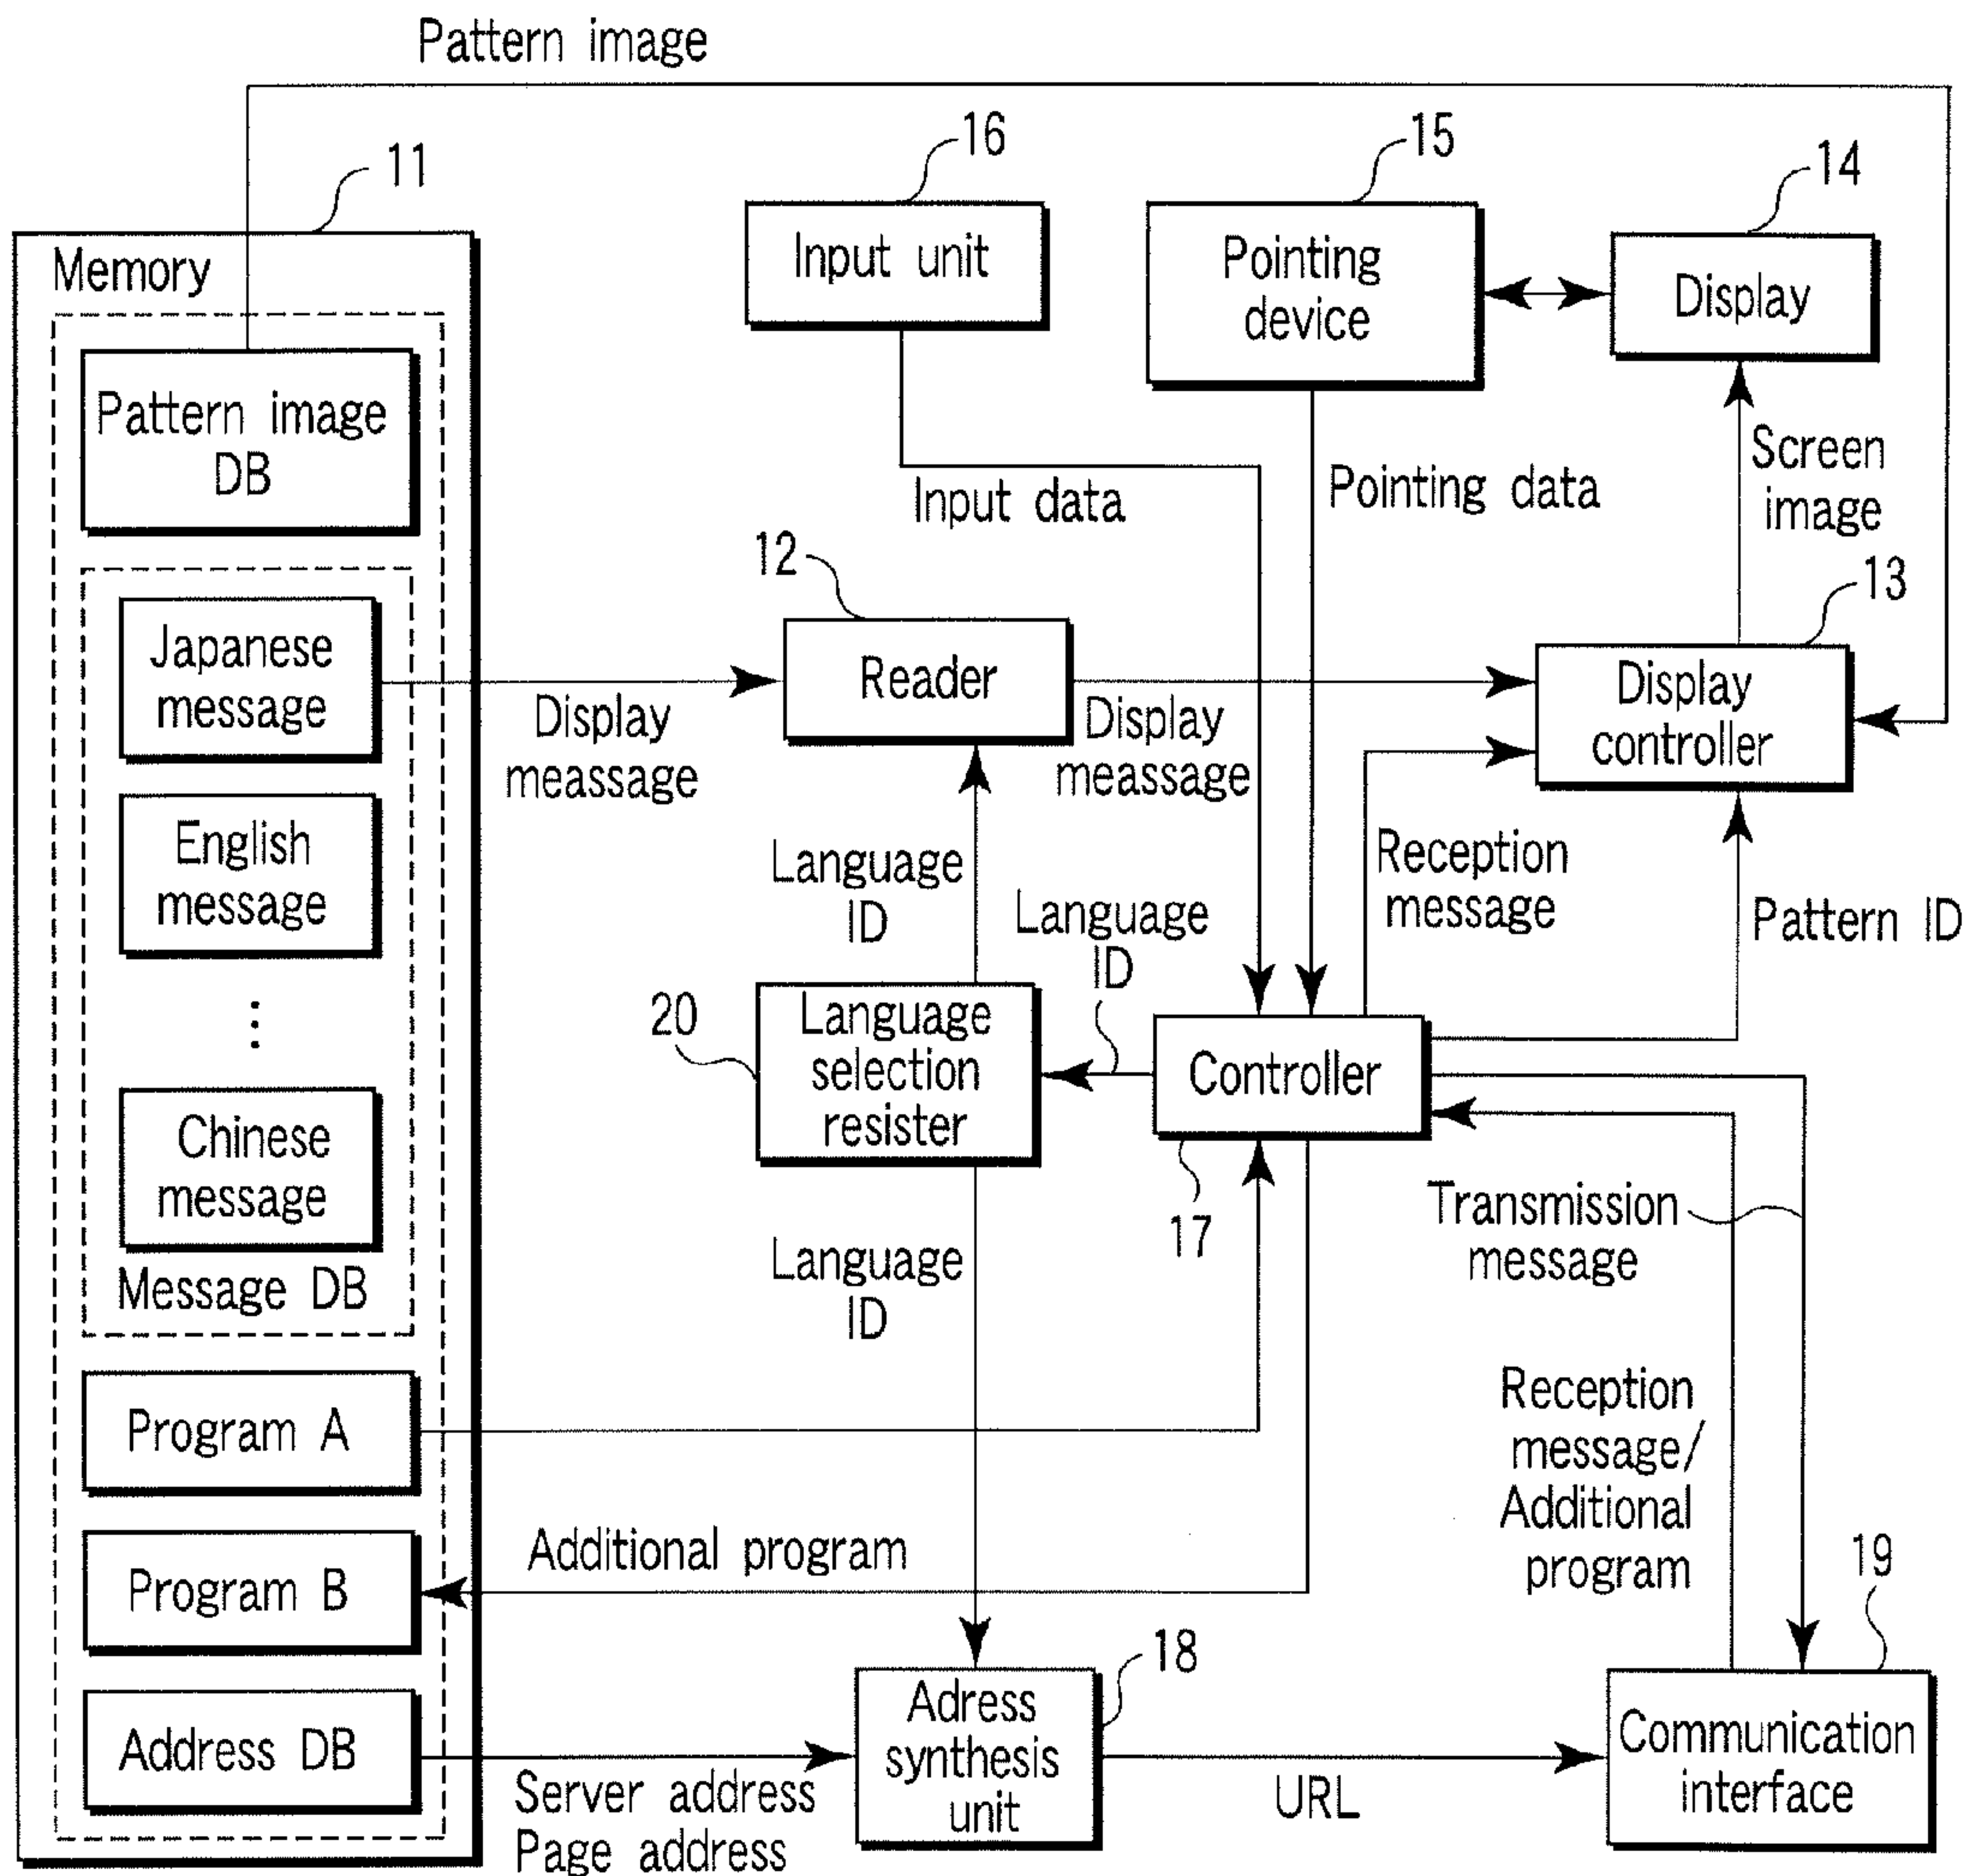 Pattern image
11
16
15
14
Memory
Input unit
Pointing
device
Display
Pattern image
DB
Input data
Pointing data
Screen
image
12
13
Japanese
message
Display
meassage
Reader
Display
meassage
Display
controller
English
message
Language
ID
Language
ID
Reception
message
Pattern ID
20
Language
selection
resister
Controller
17
Chinese
message
Message DB
Language
ID
Transmission
message
Program A
Reception
message/
Additional
program
Program B
Additional program
18
19
Address DB
Server address
Page address
Adress
synthesis
unit
URL
Communication
interface